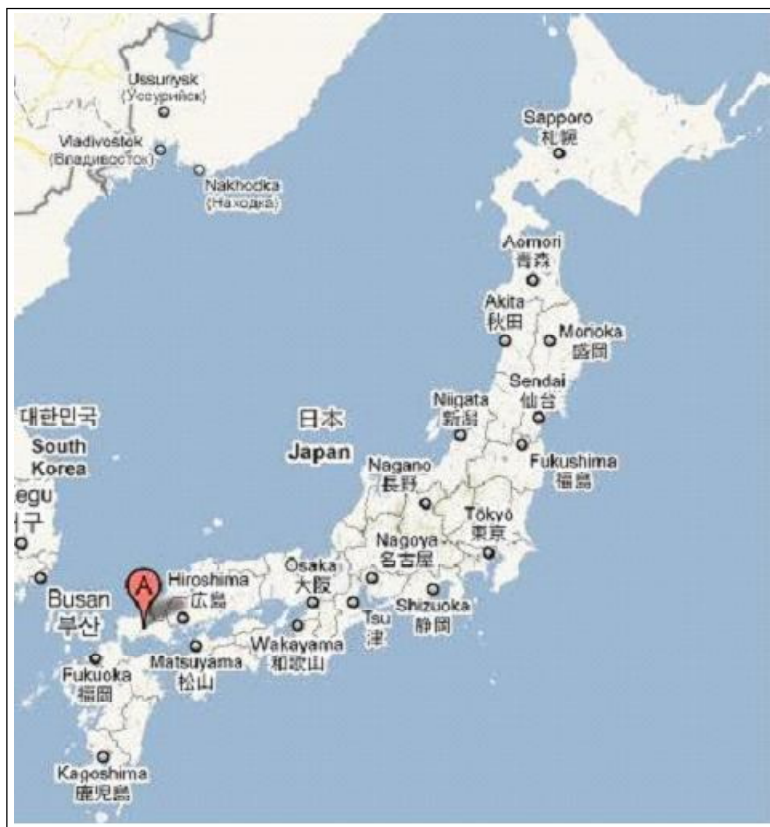 Ussuriysk
(Уссурийск)
Vladivostok
(Владивосток)
Nakhodka
(Находка)
Sapporo
札幌
Aomori
青森
Akita
秋田
Morioka
盛岡
Sendai
仙台
Niigata
新潟
Fukushima
福島
대한민국
South
Korea
日本
Japan
Nagano
長野
Tōkyō
東京
Nagoya
名古屋
egu
구
Busan
부산
A
Hiroshima
広島
Ōsaka
大阪
Tsu
津
Shizuoka
静岡
Wakayama
和歌山
Matsuyama
松山
Fukuoka
福岡
Kagoshima
鹿児島